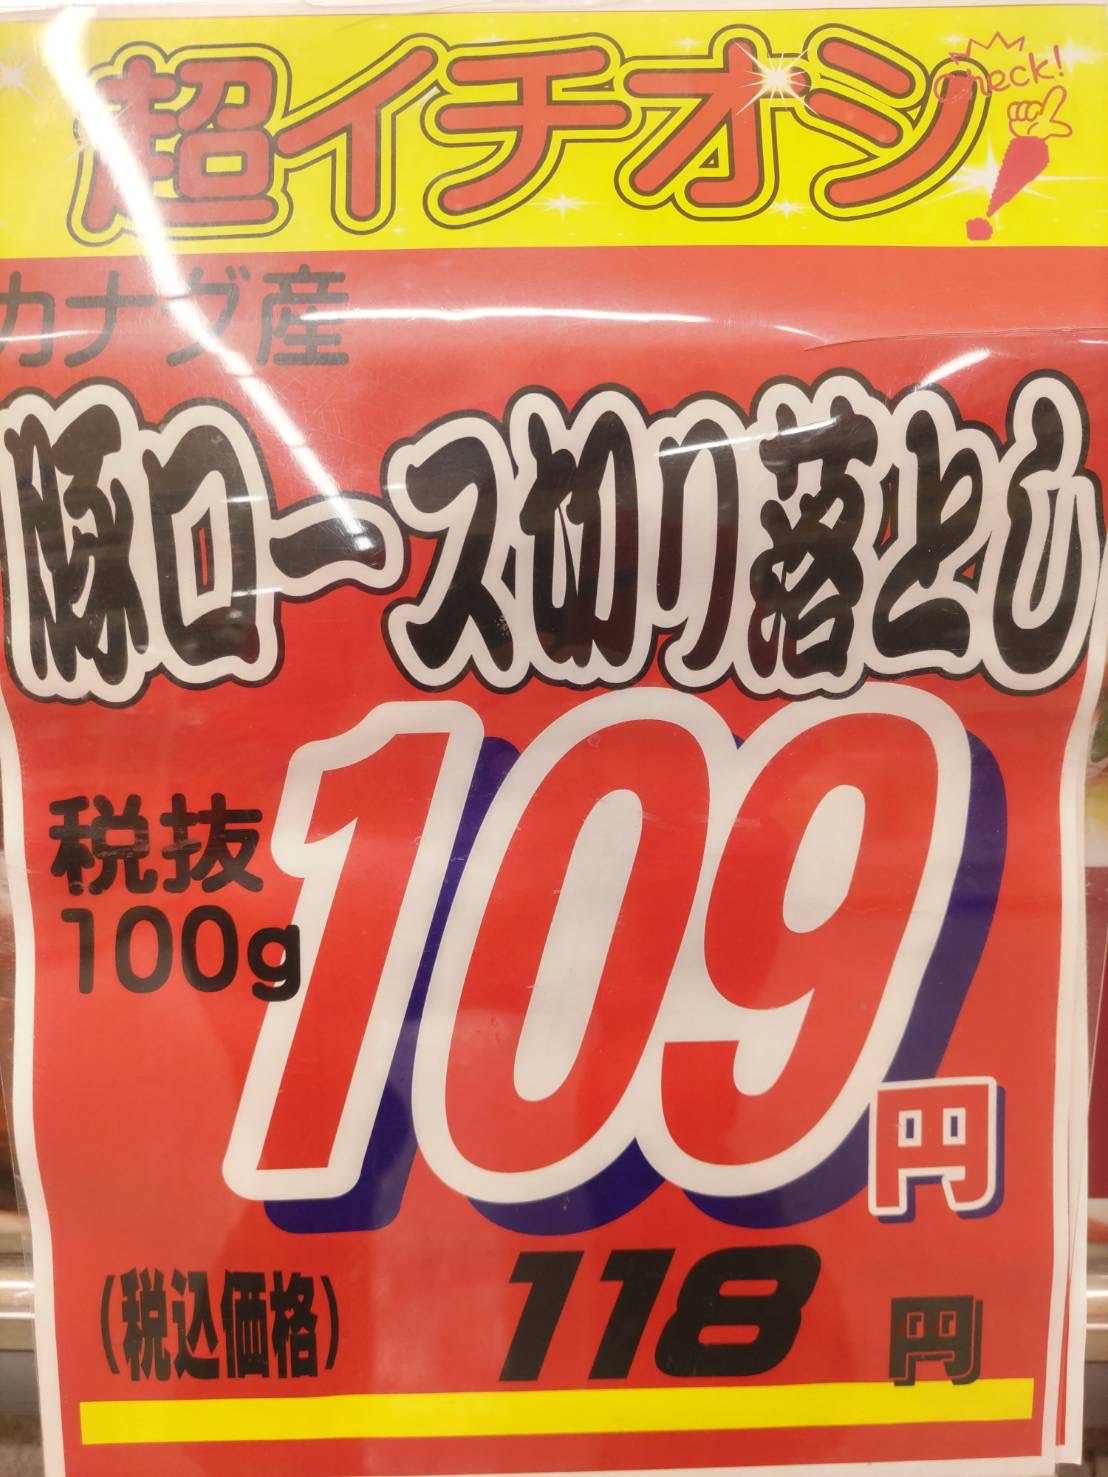 超イチオシ!
Check!
カナダ産
豚ロース切り落とし
税抜
100g
109円
(税込価格) 118円